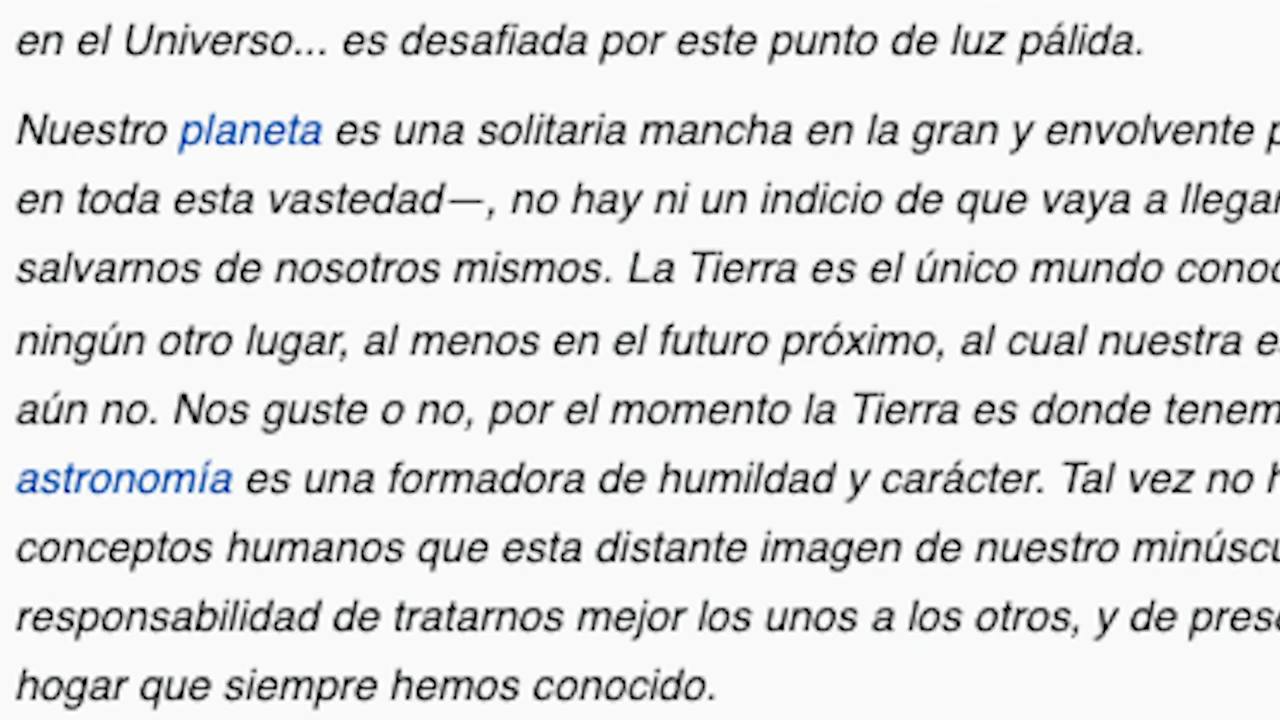 en el Universo... es desafiada por este punto de luz pálida.
Nuestro planeta es una solitaria mancha en la gran y envolvente
en toda esta vastedad—, no hay ni un indicio de que vaya a llegar
salvarnos de nosotros mismos. La Tierra es el único mundo
ningún otro lugar, al menos en el futuro próximo, al cual nuestra
aún no. Nos guste o no, por el momento la Tierra es donde
astronomía es una formadora de humildad y carácter. Tal vez no
conceptos humanos que esta distante imagen de nuestro
responsabilidad de tratarnos mejor los unos a los otros, y de
hogar que siempre hemos conocido.